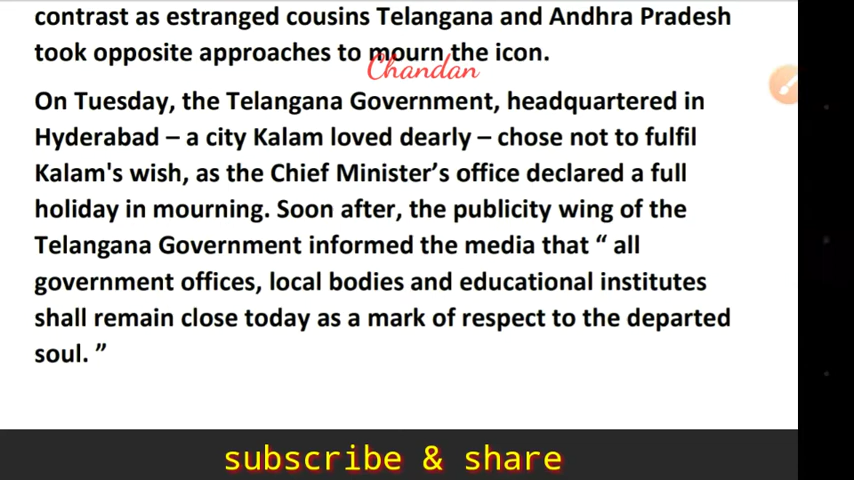 contrast as estranged cousins Telangana and Andhra Pradesh
took opposite approaches to mourn the icon.
Chandan
On Tuesday, the Telangana Government, headquartered in
Hyderabad – a city Kalam loved dearly – chose not to fulfil
Kalam's wish, as the Chief Minister’s office declared a full
holiday in mourning. Soon after, the publicity wing of the
Telangana Government informed the media that “ all
government offices, local bodies and educational institutes
shall remain close today as a mark of respect to the departed
soul. ”
subscribe & share